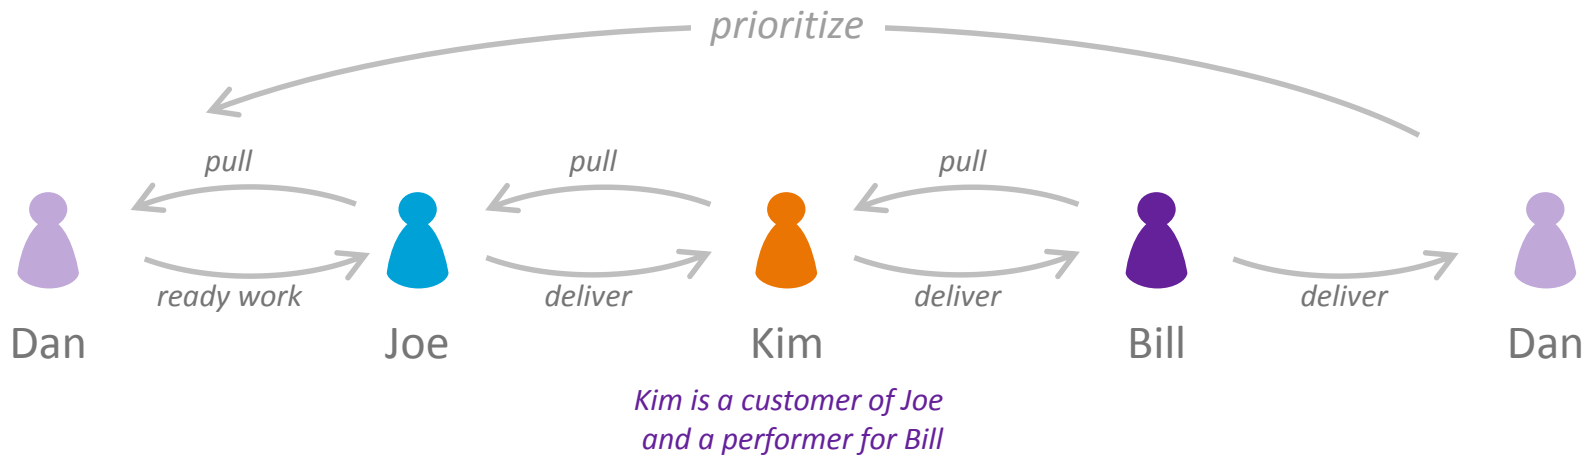 prioritize
pull
pull
pull
ready work
deliver
deliver
deliver
Dan
Joe
Kim
Bill
Dan
Kim is a customer of Joe
and a performer for Bill